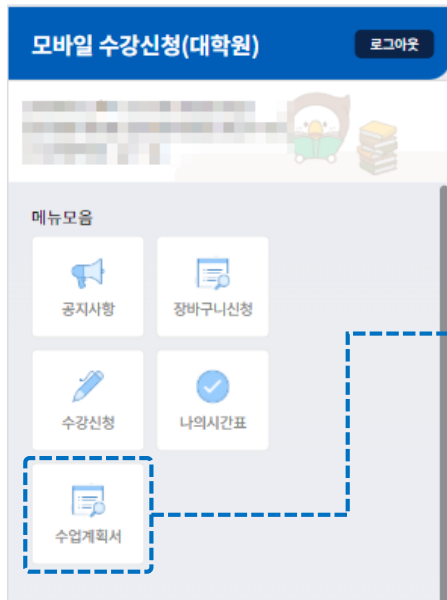 모바일 수강신청(대학원)
로그아웃
메뉴모음
공지사항
장바구니신청
수강신청
나의시간표
수업계획서